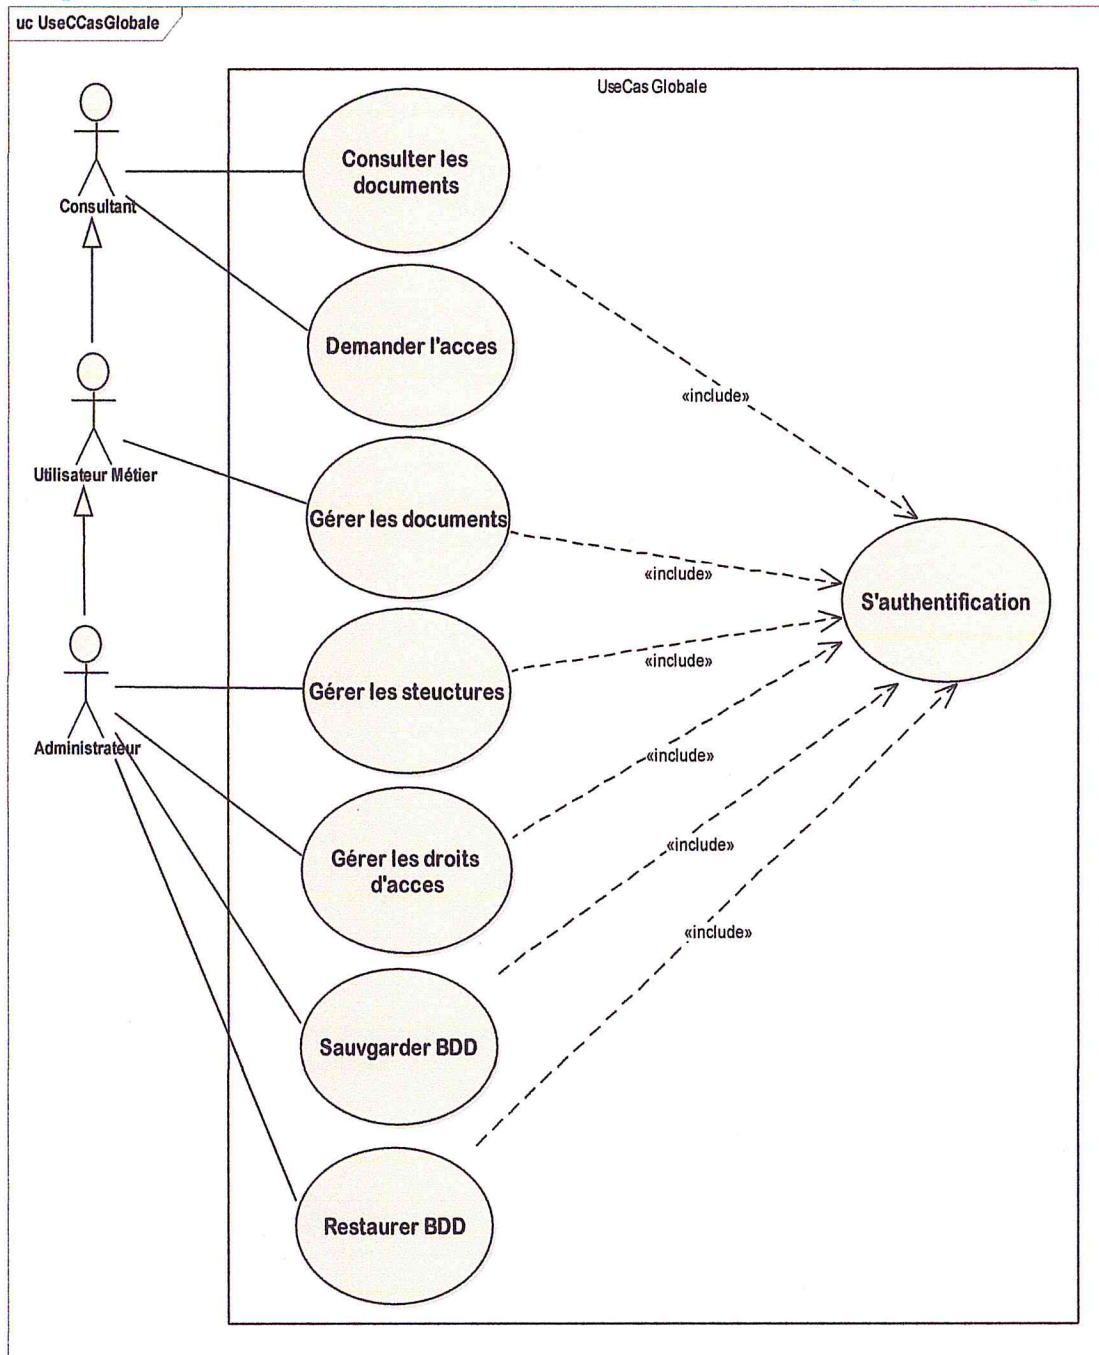 uc UseCCasGlobale
UseCas Globale
Consulter les
documents
Consultant
Demander l'acces
«include»
Utilisateur Métier
Gérer les documents
«include»
S'authentification
Gérer les steuctures
«include»
Administrateur
«include»
Gérer les droits
d'acces
«include»
«include»
Sauvgarder BDD
Restaurer BDD